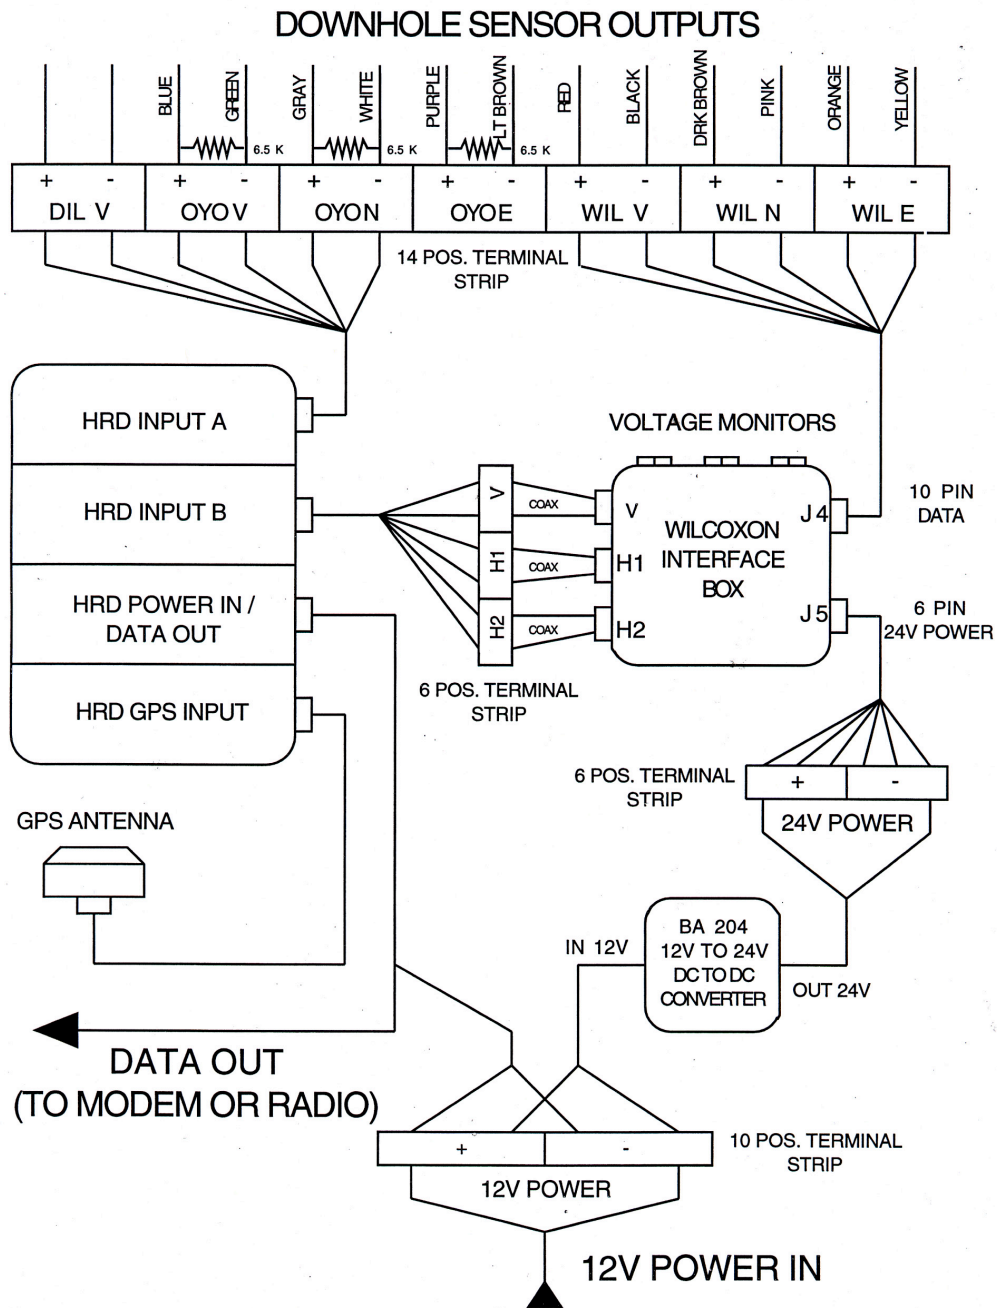 DOWNHOLE SENSOR OUTPUTS
BLUE
GREEN
GRAY
WHITE
PURPLE
LT BROWN
RED
BLACK
DRK BROWN
PINK
ORANGE
YELLOW
6.5 K
6.5 K
6.5 K
+ - + - + - + - + - + - + -
DIL V
OYO V
OYO N
OYO E
WIL V
WIL N
WIL E
14 POS. TERMINAL
STRIP
HRD INPUT A
HRD INPUT B
HRD POWER IN /
DATA OUT
HRD GPS INPUT
VOLTAGE MONITORS
V
H1
H2
COAX
COAX
COAX
V
H1
H2
WILCOXON
INTERFACE
BOX
J4
J5
10 PIN
DATA
6 PIN
24V POWER
6 POS. TERMINAL
STRIP
6 POS. TERMINAL
STRIP
+ -
24V POWER
GPS ANTENNA
IN 12V
BA 204
12V TO 24V
DC TO DC
CONVERTER
OUT 24V
DATA OUT
(TO MODEM OR RADIO)
+ -
10 POS. TERMINAL
STRIP
12V POWER
12V POWER IN